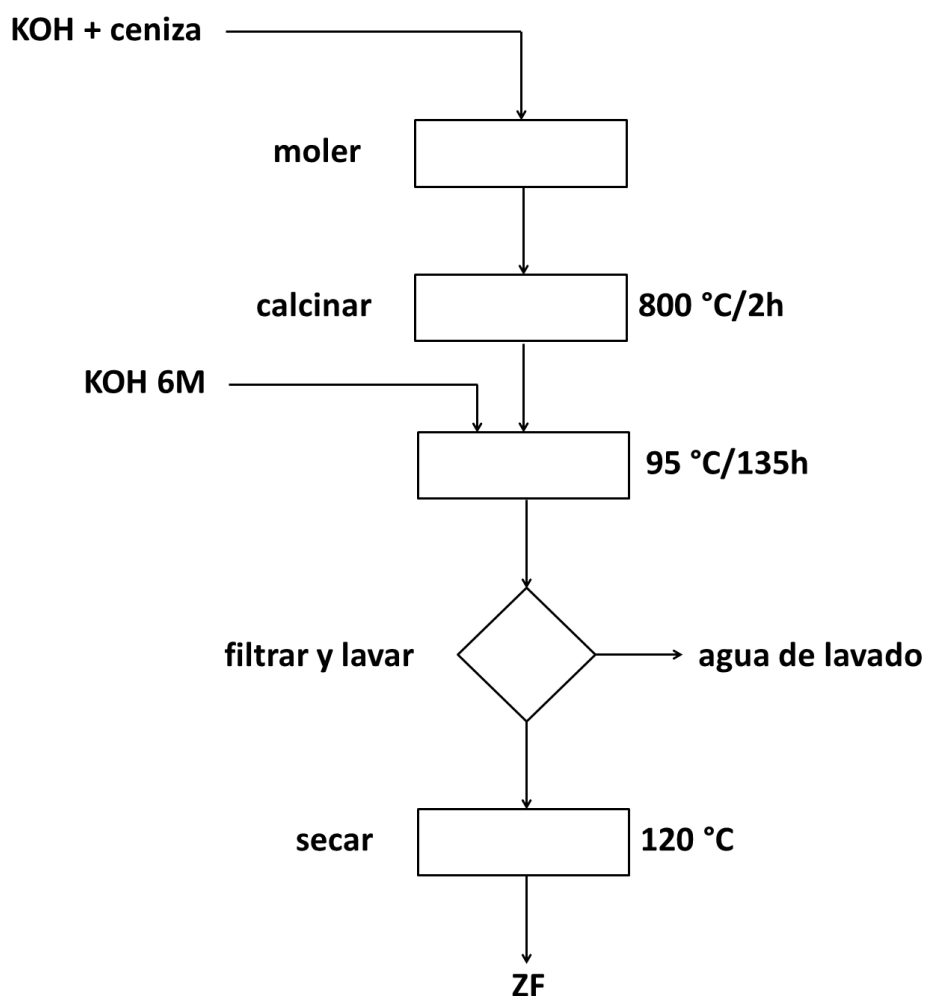 KOH + ceniza
moler
calcinar
800 °C/2h
KOH 6M
95 °C/135h
filtrar y lavar
agua de lavado
secar
120 °C
ZF